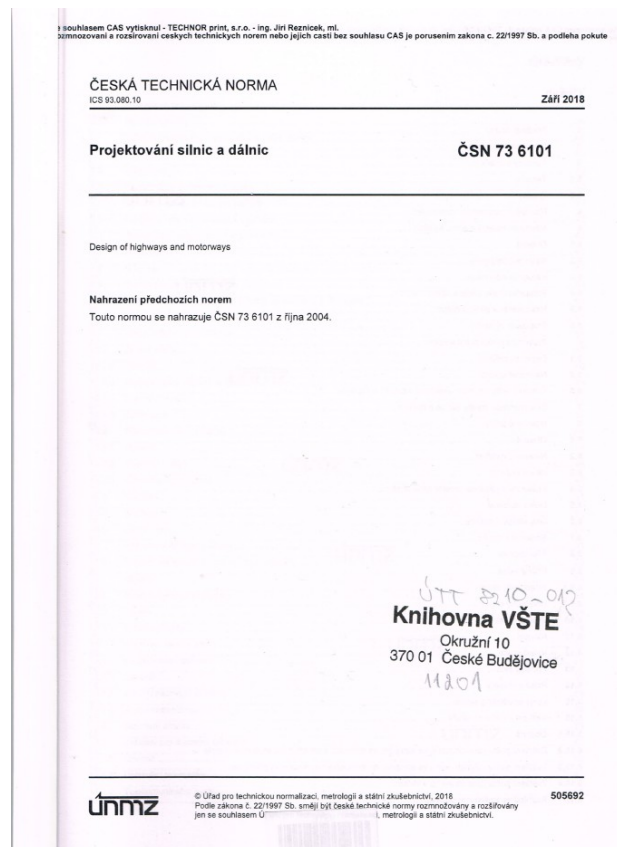 souhlasem CAS vytisknul - TECHNOR print, s.r.o. - ing. Jiri Reznicek, ml.
ozmnozovani a rozsirovani ceskych technickych norem nebo jejich casti bez souhlasu CAS je porusenim zakona c. 22/1997 Sb. a podleha pokute
ČESKÁ TECHNICKÁ NORMA
ICS 93.080.10
Září 2018
Projektování silnic a dálnic
ČSN 73 6101
Design of highways and motorways
Nahrazení předchozích norem
Touto normou se nahrazuje ČSN 73 6101 z října 2004.
ÚTT 8210-012
Knihovna VŠTE
Okružní 10
370 01 České Budějovice
11201
únmz
© Úřad pro technickou normalizaci, metrologii a státní zkušebnictví, 2018
Podle zákona č. 22/1997 Sb. smějí být české technické normy rozmnožovány a rozšiřovány
jen se souhlasem Ú i, metrologii a státní zkušebnictví.
505692